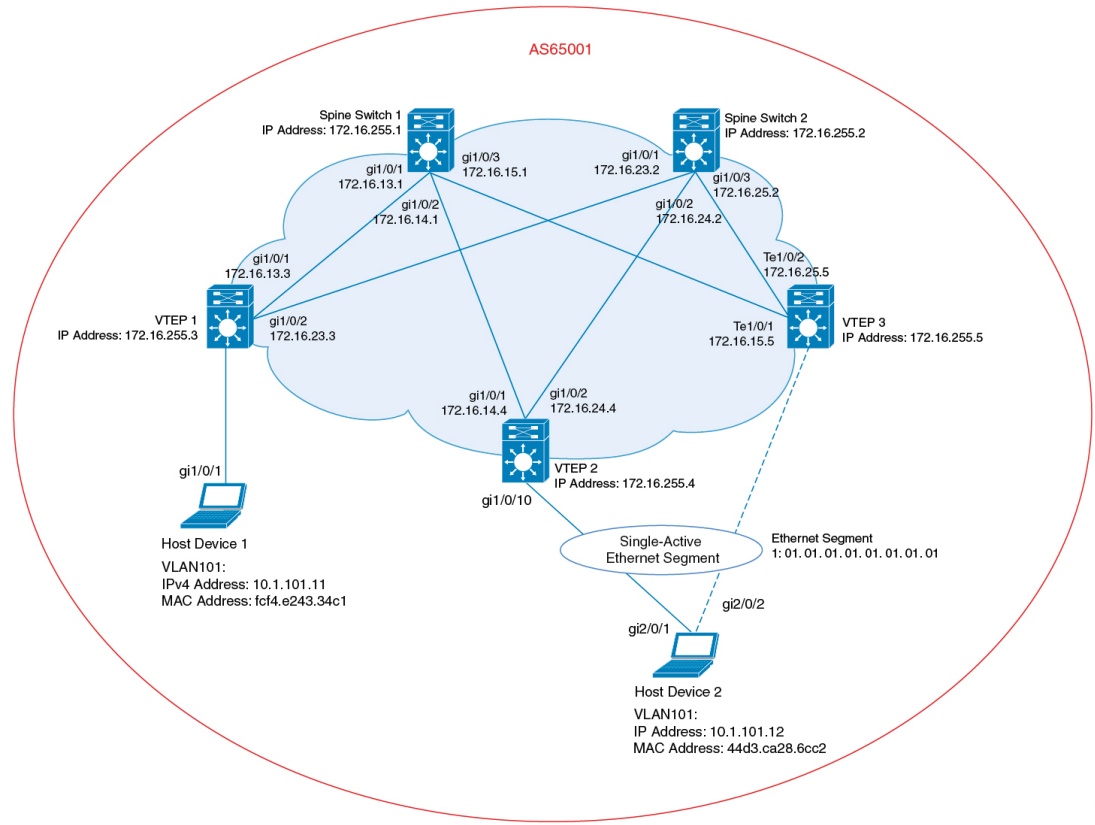 AS65001
Spine Switch 1
IP Address: 172.16.255.1
Spine Switch 2
IP Address: 172.16.255.2
gi1/0/3
172.16.15.1
gi1/0/1
172.16.13.1
gi1/0/2
172.16.14.1
gi1/0/1
172.16.23.2
gi1/0/3
172.16.25.2
gi1/0/2
172.16.24.2
gi1/0/1
172.16.13.3
Te1/0/2
172.16.25.5
VTEP 1
IP Address: 172.16.255.3
gi1/0/2
172.16.23.3
Te1/0/1
172.16.15.5
VTEP 3
IP Address: 172.16.255.5
gi1/0/1
172.16.14.4
gi1/0/2
172.16.24.4
VTEP 2
IP Address: 172.16.255.4
gi1/0/1
gi1/0/10
Host Device 1
VLAN101:
IPv4 Address: 10.1.101.11
MAC Address: fcf4.e243.34c1
Single-Active
Ethernet Segment
Ethernet Segment
1: 01.01.01.01.01.01.01.01.01
gi2/0/2
gi2/0/1
Host Device 2
VLAN101:
IP Address: 10.1.101.12
MAC Address: 44d3.ca28.6cc2